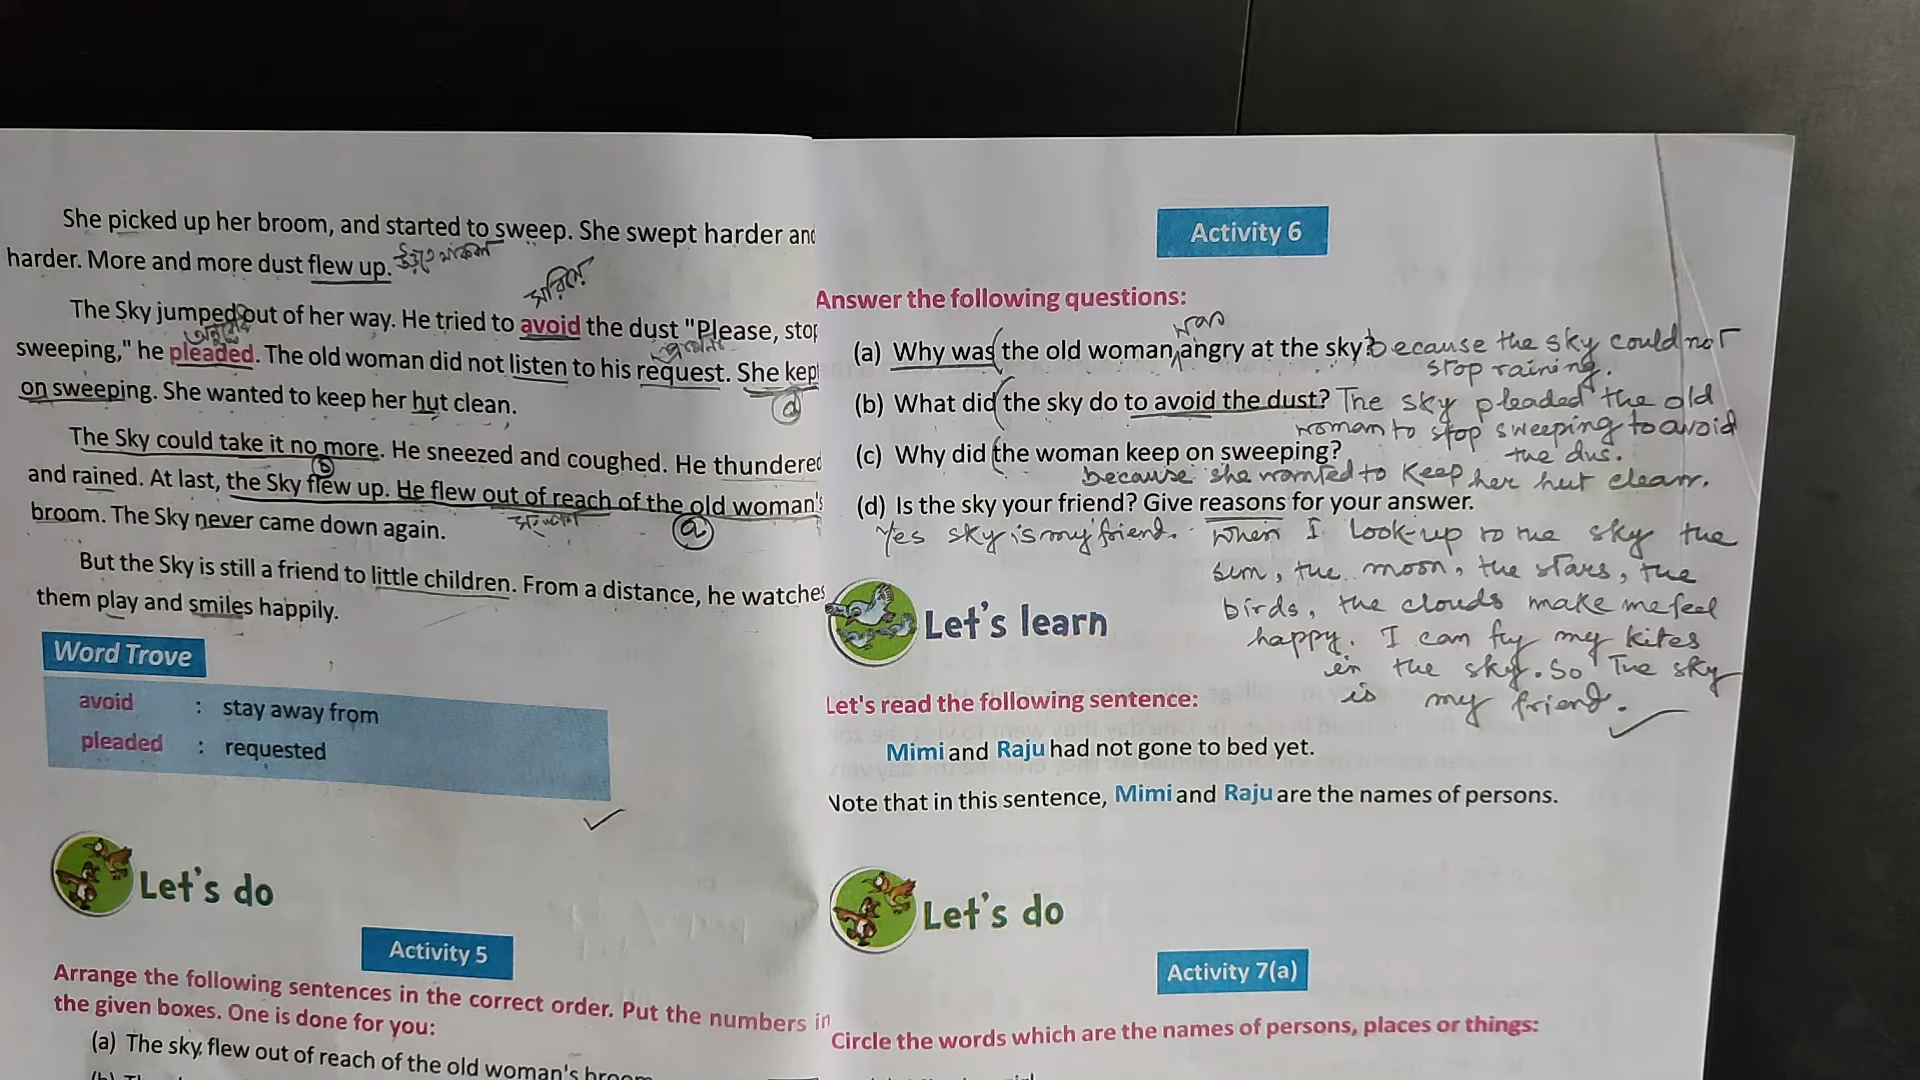 She picked up her broom, and started to sweep. She swept harder and
harder. More and more dust flew up.
The Sky jumped out of her way. He tried to avoid the dust "Please, stop
sweeping," he pleaded. The old woman did not listen to his request. She kep
on sweeping. She wanted to keep her hut clean.
d
The Sky could take it no more. He sneezed and coughed. He thundered
b
and rained. At last, the Sky flew up. He flew out of reach of the old woman's
broom. The Sky never came down again.
a
But the Sky is still a friend to little children. From a distance, he watches
them play and smiles happily.
Word Trove
avoid : stay away from
pleaded : requested
Let's do
Activity 5
Arrange the following sentences in the correct order. Put the numbers in
the given boxes. One is done for you:
(a) The sky flew out of reach of the old woman's broom
Activity 6
Answer the following questions:
was
(a) Why was the old woman angry at the sky? because the sky could not
stop raining.
(b) What did the sky do to avoid the dust? The sky pleaded the old
woman to stop sweeping to avoid
the dus.
(c) Why did the woman keep on sweeping?
because she wanted to keep her hut clean.
(d) Is the sky your friend? Give reasons for your answer.
Yes sky is my friend. When I look-up to the sky the
sun, the moon, the stars, the
birds, the clouds make me feel
happy. I can fly my kites
in the sky. So The sky
is my friend.
Let's learn
Let's read the following sentence:
Mimi and Raju had not gone to bed yet.
Note that in this sentence, Mimi and Raju are the names of persons.
Let's do
Activity 7(a)
Circle the words which are the names of persons, places or things: